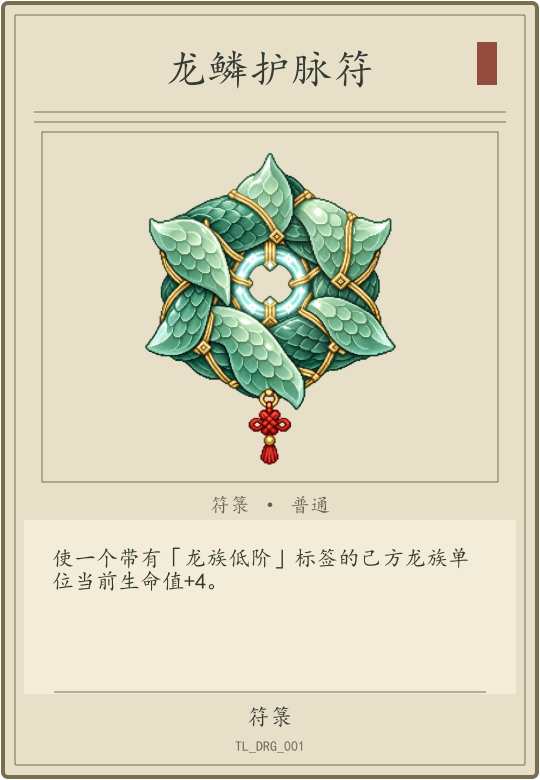 龙鳞护脉符
符箓 • 普通
使一个带有「龙族低阶」标签的己方龙族单
位当前生命值+4。
符箓
TL_DRG_001